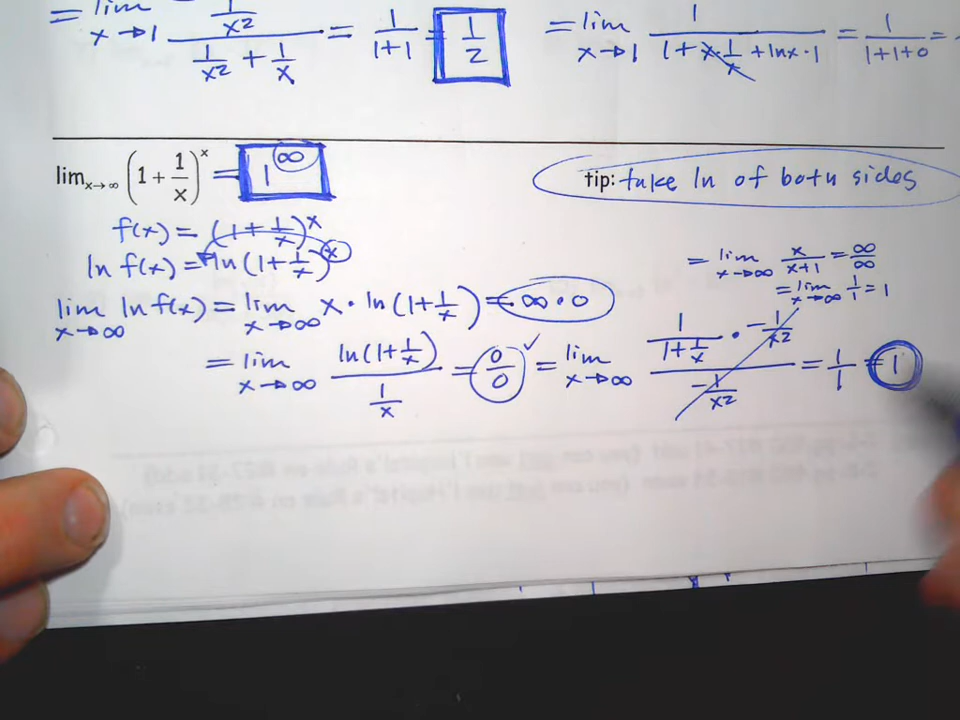 = lim x→1 (1/x²)/(1/x² + 1/x) = 1/(1+1) = 1/2
= lim x→1 1/(1+x·1/x+lnx·1) = 1/(1+1+0) =
lim x→∞ (1 + 1/x)^x = 1^∞
tip: take ln of both sides
f(x) = (1+1/x)^x
ln f(x) = ln(1+1/x)^x
= lim x→∞ x/(x+1) = ∞/∞
= lim x→∞ 1/1 = 1
lim x→∞ ln f(x) = lim x→∞ x·ln(1+1/x) = ∞·0
= lim x→∞ ln(1+1/x)/(1/x) = 0/0 ✓ = lim x→∞ (1/(1+1/x) · -1/x²)/(-1/x²) = 1/1 = 1